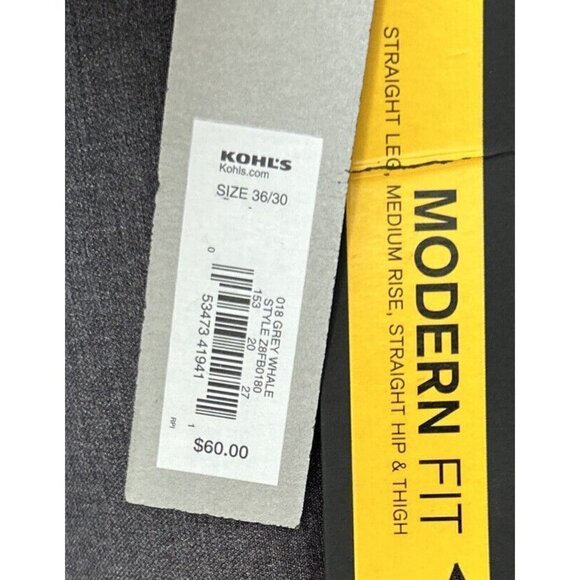 KOHL'S
Kohls.com
SIZE 36/30
018 GREY WHALE
STYLE Z8FB0180
153 20 27
0 53473 41941 1
RPI
$60.00
MODERN FIT
STRAIGHT LEG, MEDIUM RISE, STRAIGHT HIP & THIGH